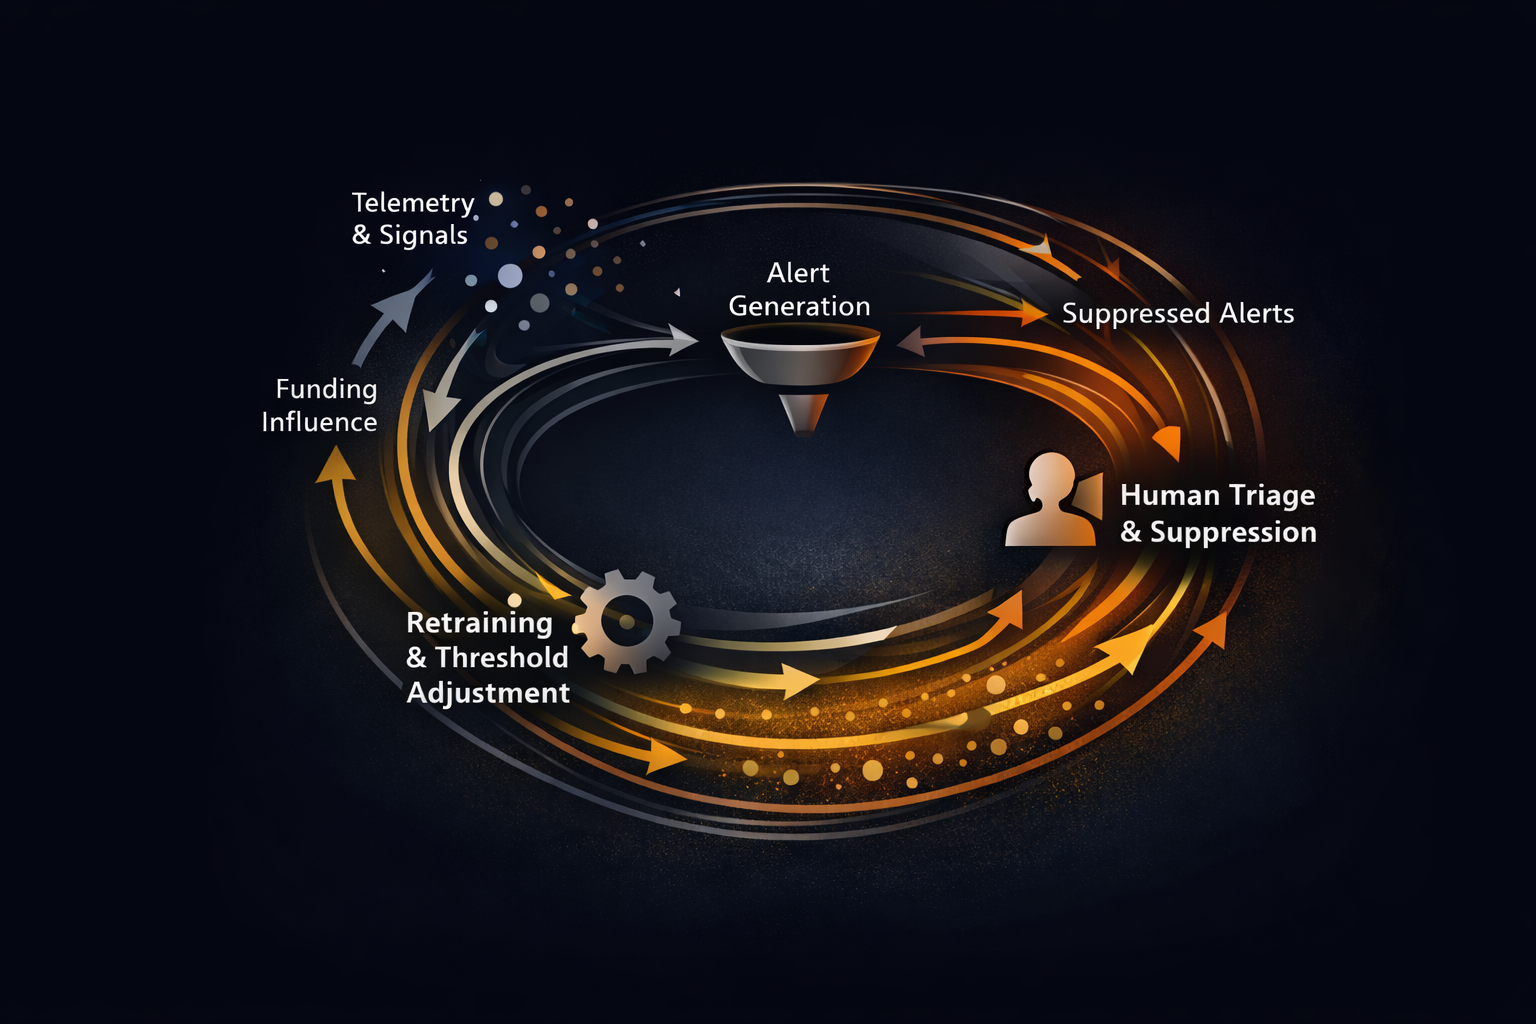 Telemetry
& Signals
Alert
Generation
Suppressed Alerts
Funding
Influence
Human Triage
& Suppression
Retraining
& Threshold
Adjustment